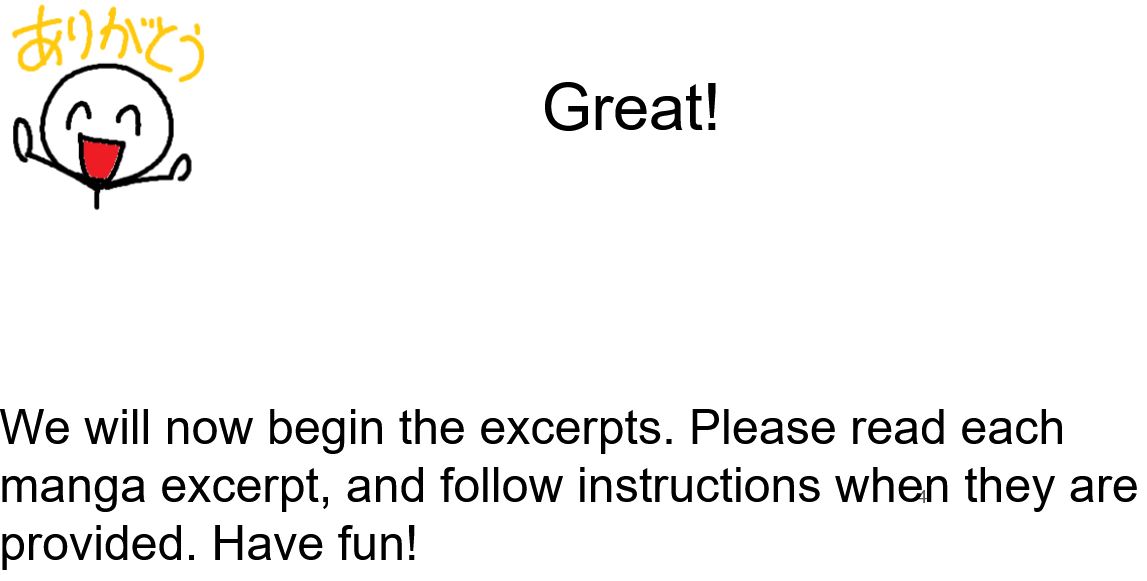 ありがとう
Great!
We will now begin the excerpts. Please read each
manga excerpt, and follow instructions when they are
provided. Have fun!
4